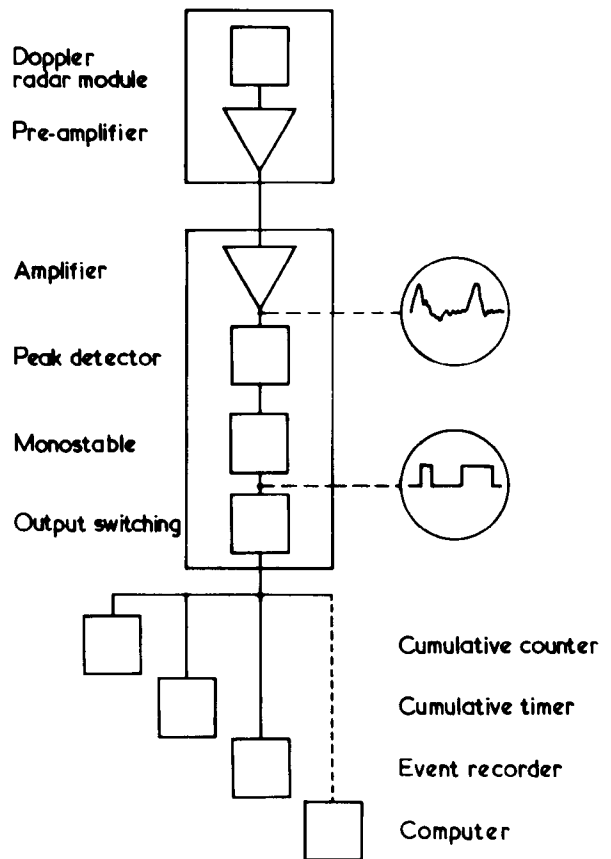 Doppler
radar module
Pre-amplifier
Amplifier
Peak detector
Monostable
Output switching
Cumulative counter
Cumulative timer
Event recorder
Computer